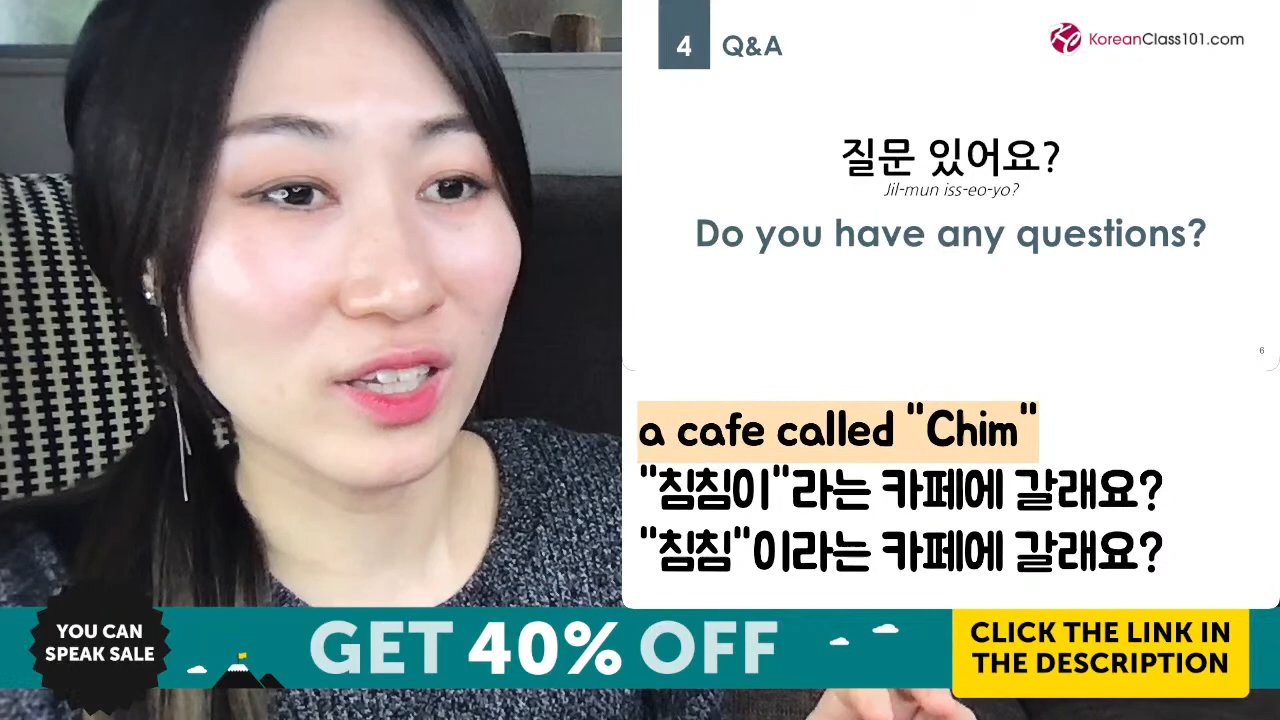 4 Q&A
KoreanClass101.com
질문 있어요?
Jil-mun iss-eo-yo?
Do you have any questions?
6
a cafe called "Chim"
"침침이"라는 카페에 갈래요?
"침침"이라는 카페에 갈래요?
YOU CAN
SPEAK SALE
GET 40% OFF
CLICK THE LINK IN
THE DESCRIPTION